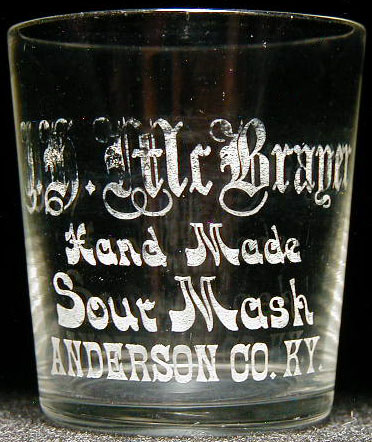 J.H. McBrayer
Hand Made
Sour Mash
ANDERSON CO. KY.